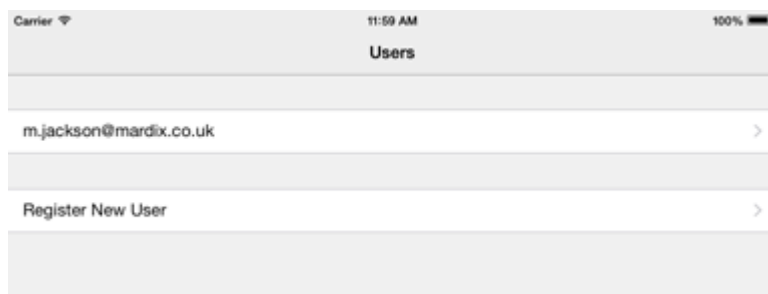 Carrier 11:59 AM 100%
Users
m.jackson@mardix.co.uk
Register New User